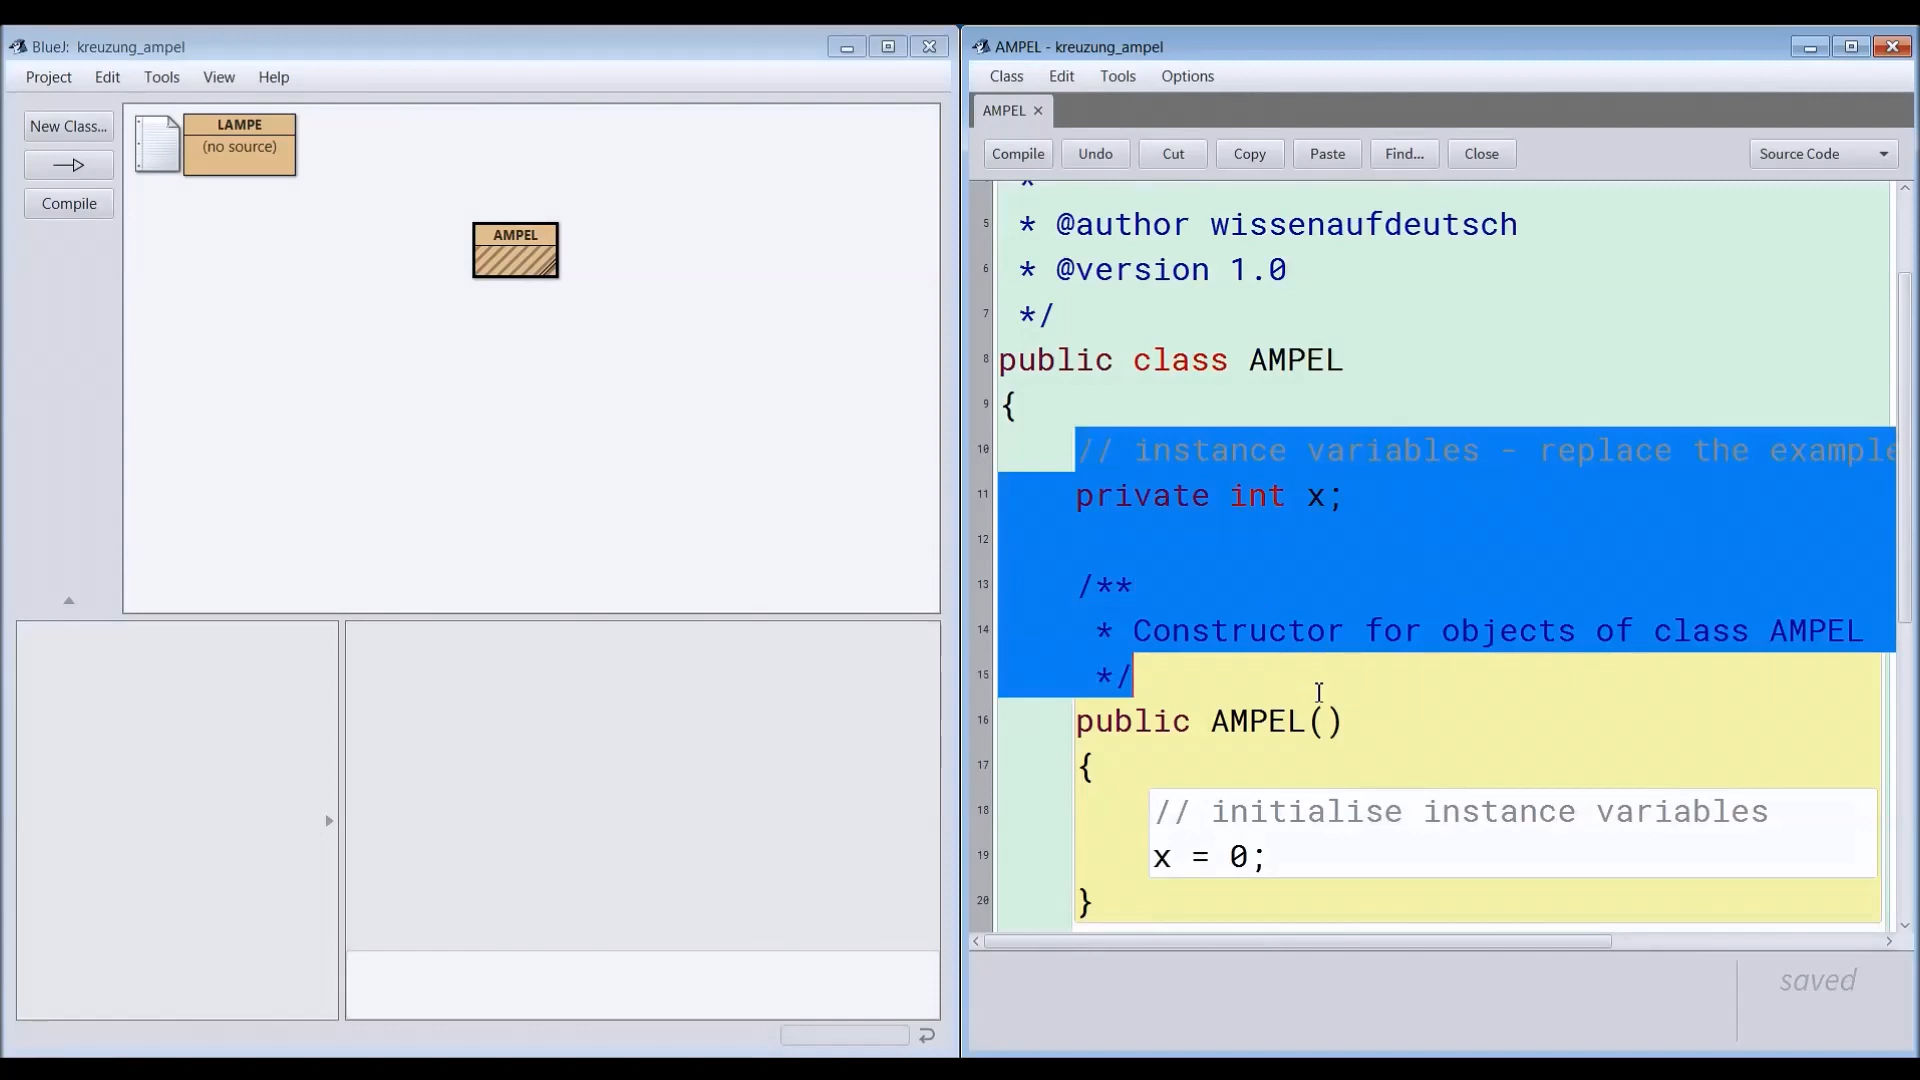 BlueJ: kreuzung_ampel
Project Edit Tools View Help
New Class...
Compile
LAMPE
(no source)
AMPEL
AMPEL - kreuzung_ampel
Class Edit Tools Options
AMPEL ×
Compile Undo Cut Copy Paste Find... Close Source Code
*
5 * @author wissenaufdeutsch
6 * @version 1.0
7 */
8 public class AMPEL
9 {
10 // instance variables - replace the example
11 private int x;
12
13 /**
14 * Constructor for objects of class AMPEL
15 */
16 public AMPEL()
17 {
18 // initialise instance variables
19 x = 0;
20 }
saved